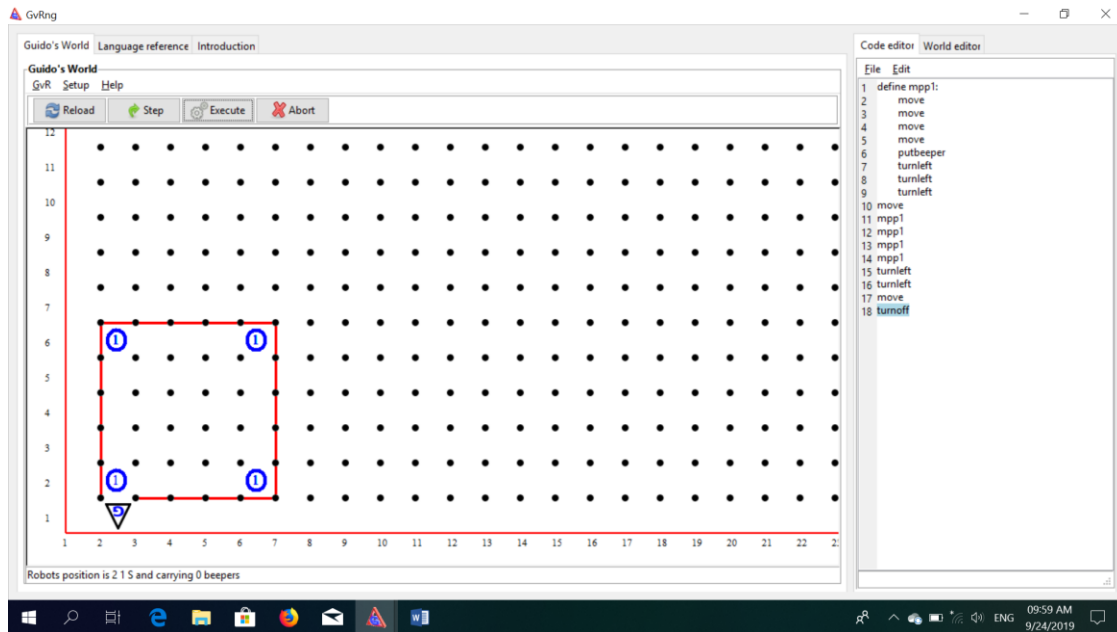 GvRng
Guido's World Language reference Introduction
Guido's World
GvR Setup Help
Reload Step Execute Abort
12
11
10
9
8
7
6
5
4
3
2
1
1 1
1 1
G
1 2 3 4 5 6 7 8 9 10 11 12 13 14 15 16 17 18 19 20 21 22
Robots position is 2 1 S and carrying 0 beepers
Code editor World editor
File Edit
1 define mpp1:
2 move
3 move
4 move
5 move
6 putbeeper
7 turnleft
8 turnleft
9 turnleft
10 move
11 mpp1
12 mpp1
13 mpp1
14 mpp1
15 turnleft
16 turnleft
17 move
18 turnoff
ENG
09:59 AM
9/24/2019